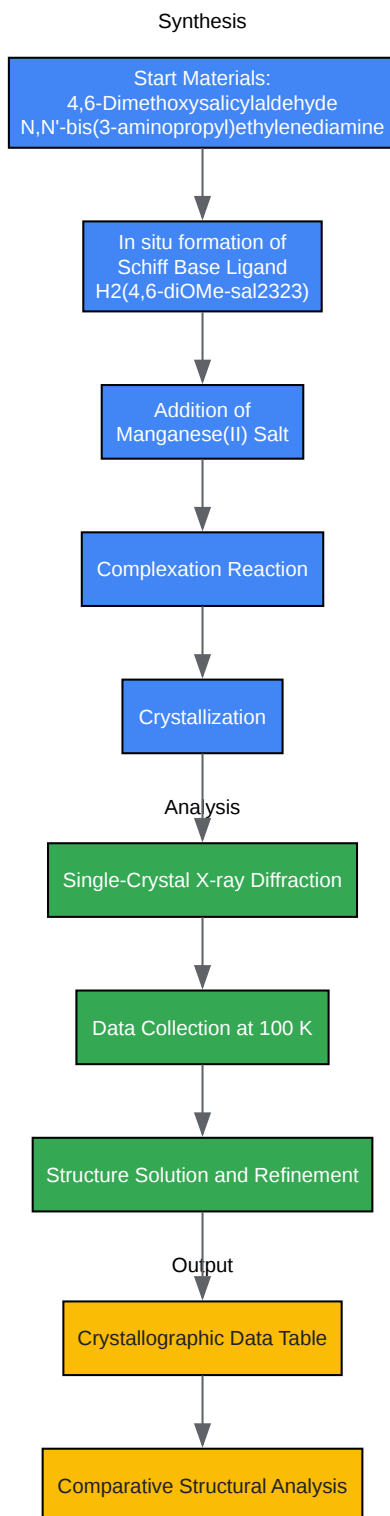 Synthesis
Start Materials:
4,6-Dimethoxysalicylaldehyde
N,N'-bis(3-aminopropyl)ethylenediamine
In situ formation of
Schiff Base Ligand
H2(4,6-diOMe-sal2323)
Addition of
Manganese(II) Salt
Complexation Reaction
Crystallization
Analysis
Single-Crystal X-ray Diffraction
Data Collection at 100 K
Structure Solution and Refinement
Output
Crystallographic Data Table
Comparative Structural Analysis